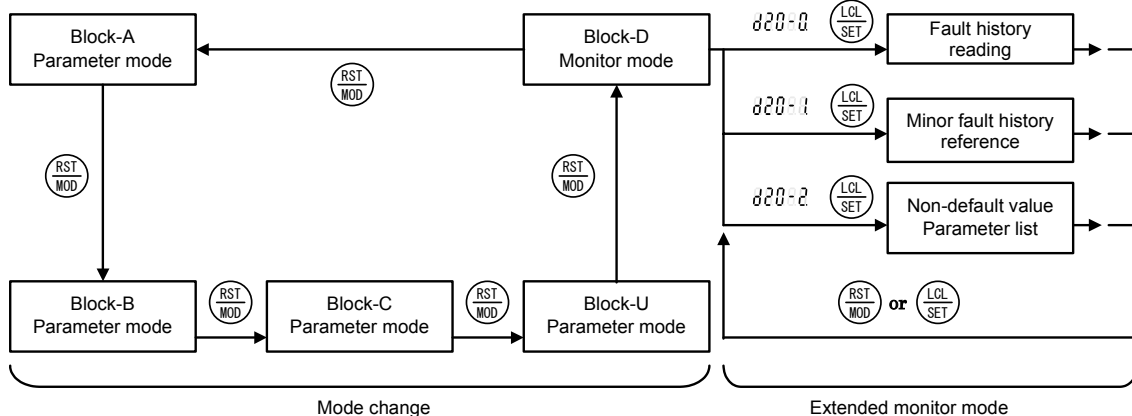 Block-A
Parameter mode
RST
MOD
Block-D
Monitor mode
d20-0.
LCL
SET
Fault history
reading
d20-1.
LCL
SET
Minor fault history
reference
RST
MOD
RST
MOD
d20-2.
LCL
SET
Non-default value
Parameter list
Block-B
Parameter mode
RST
MOD
Block-C
Parameter mode
RST
MOD
Block-U
Parameter mode
RST
MOD
or
LCL
SET
Mode change
Extended monitor mode